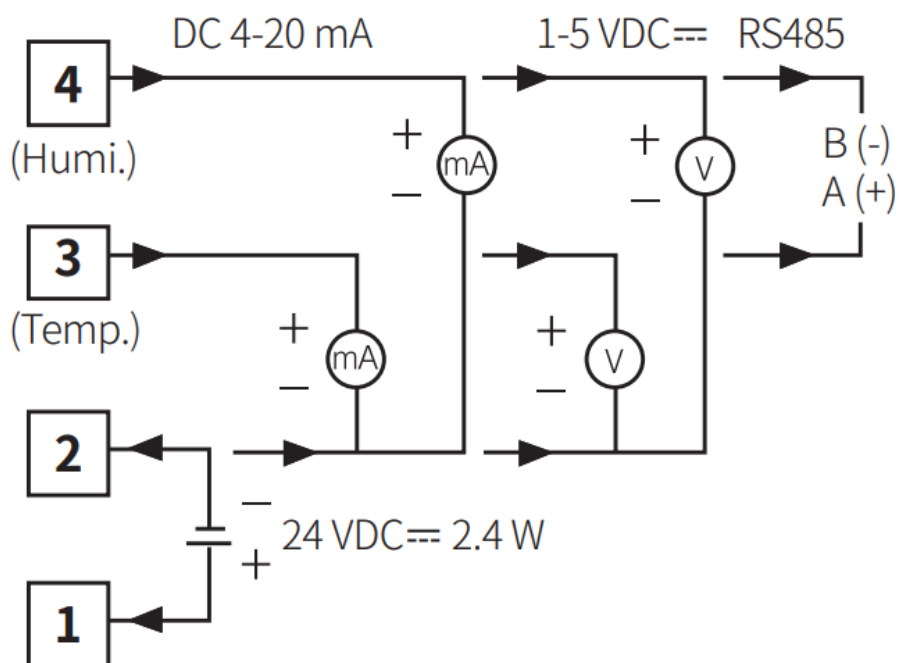 DC 4-20 mA
1-5 VDC⎓ RS485
4
(Humi.)
+
mA
−
+
V
−
B (-)
A (+)
3
(Temp.)
+
mA
−
+
V
−
2
−
24 VDC⎓ 2.4 W
+
1